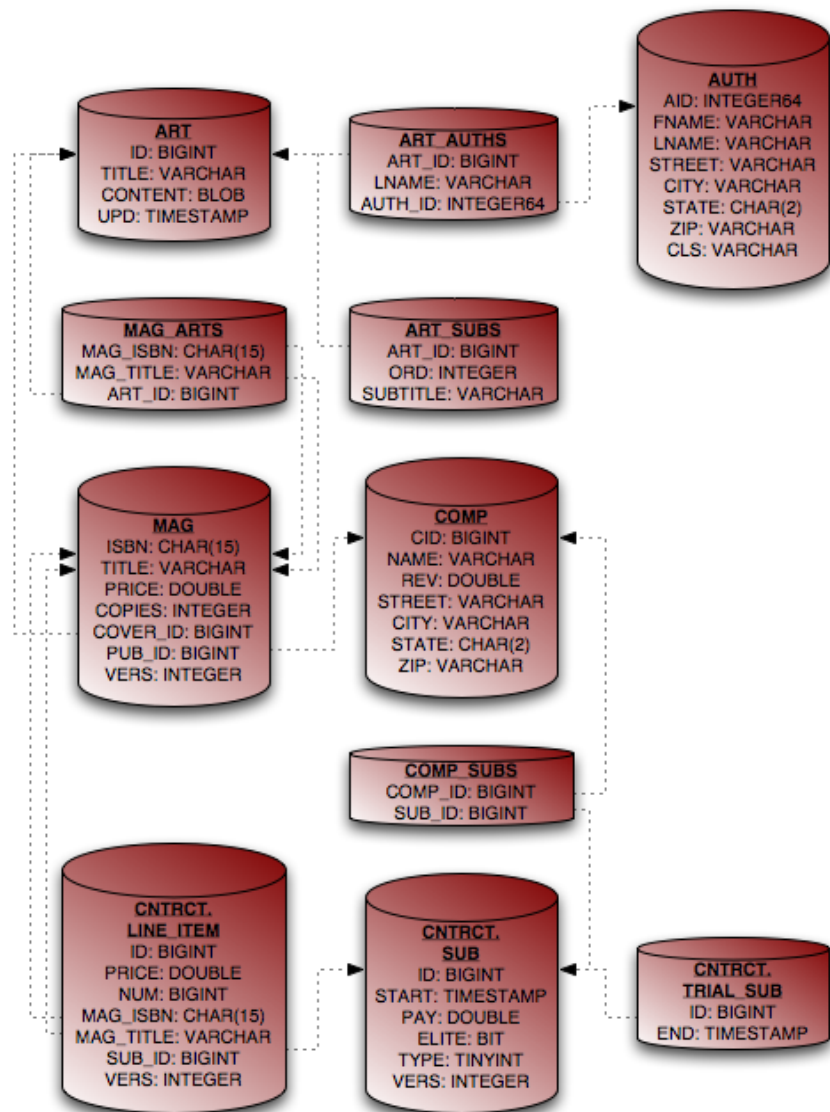 ART
ID: BIGINT
TITLE: VARCHAR
CONTENT: BLOB
UPD: TIMESTAMP
ART_AUTHS
ART_ID: BIGINT
LNAME: VARCHAR
AUTH_ID: INTEGER64
AUTH
AID: INTEGER64
FNAME: VARCHAR
LNAME: VARCHAR
STREET: VARCHAR
CITY: VARCHAR
STATE: CHAR(2)
ZIP: VARCHAR
CLS: VARCHAR
MAG_ARTS
MAG_ISBN: CHAR(15)
MAG_TITLE: VARCHAR
ART_ID: BIGINT
ART_SUBS
ART_ID: BIGINT
ORD: INTEGER
SUBTITLE: VARCHAR
MAG
ISBN: CHAR(15)
TITLE: VARCHAR
PRICE: DOUBLE
COPIES: INTEGER
COVER_ID: BIGINT
PUB_ID: BIGINT
VERS: INTEGER
COMP
CID: BIGINT
NAME: VARCHAR
REV: DOUBLE
STREET: VARCHAR
CITY: VARCHAR
STATE: CHAR(2)
ZIP: VARCHAR
COMP_SUBS
COMP_ID: BIGINT
SUB_ID: BIGINT
CNTRCT.
LINE_ITEM
ID: BIGINT
PRICE: DOUBLE
NUM: BIGINT
MAG_ISBN: CHAR(15)
MAG_TITLE: VARCHAR
SUB_ID: BIGINT
VERS: INTEGER
CNTRCT.
SUB
ID: BIGINT
START: TIMESTAMP
PAY: DOUBLE
ELITE: BIT
TYPE: TINYINT
VERS: INTEGER
CNTRCT.
TRIAL_SUB
ID: BIGINT
END: TIMESTAMP